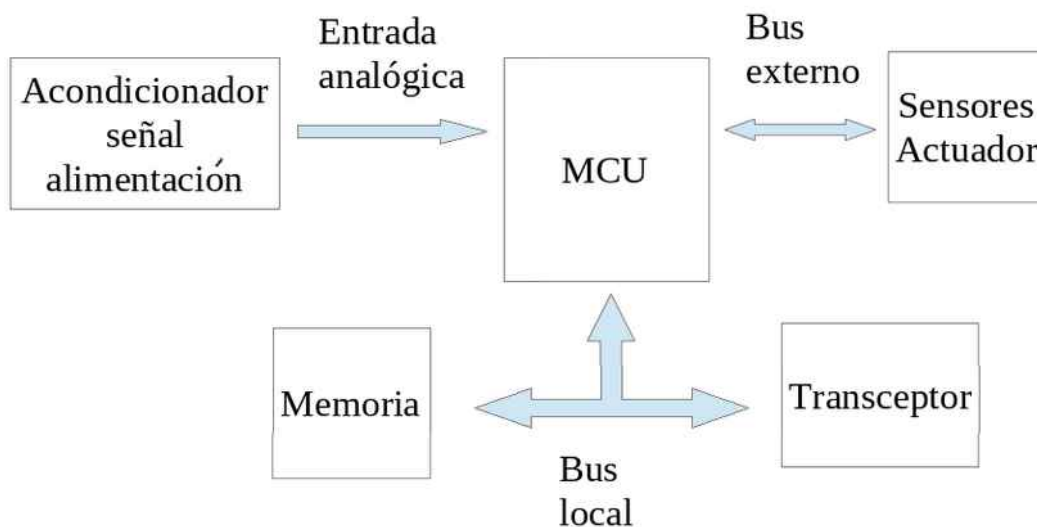 Acondicionador
señal
alimentación
Entrada
analógica
MCU
Bus
externo
Sensores
Actuador
Memoria
Bus
local
Transceptor